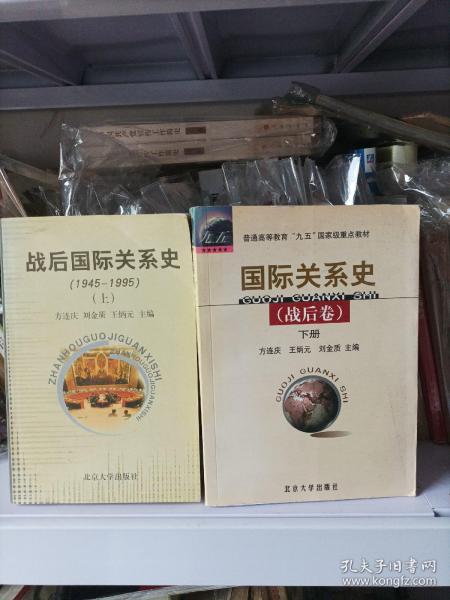 战后国际关系史
(1945-1995)
(上)
方连庆 刘金质 王炳元 主编
ZHANHOUGUOJIGUANXISHI
北京大学出版社
普通高等教育“九五”国家级重点教材
国际关系史
GUOJI GUANXI SHI
(战后卷)
下册
方连庆 王炳元 刘金质 主编
GUOJI GUANXI SHI
北京大学出版社
孔夫子旧书网
www.kongfz.com